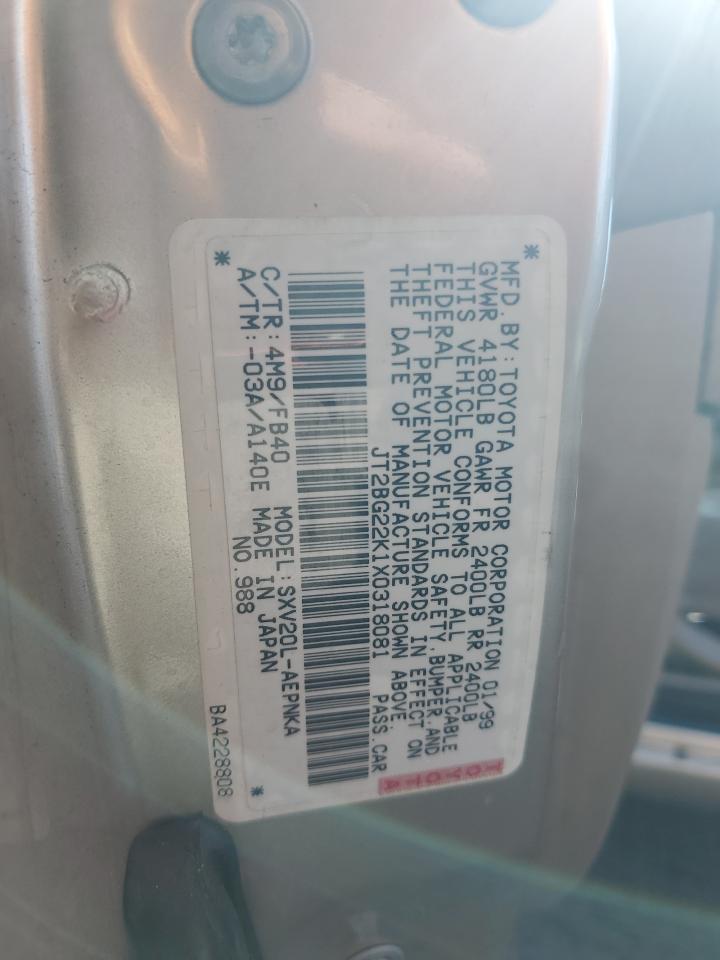 MFD.BY:TOYOTA MOTOR CORPORATION 01/99
GVWR 4180LB GAWR FR 2400LB RR 2400LB
THIS VEHICLE CONFORMS TO ALL APPLICABLE
FEDERAL MOTOR VEHICLE SAFETY,BUMPER,AND
THEFT PREVENTION STANDARDS IN EFFECT ON
THE DATE OF MANUFACTURE SHOWN ABOVE.
JT2BG22K1X0318081 PASS.CAR
C/TR:4M9/FB40 MODEL:SXV20L-AEPNKA
A/TM:-03A/A140E MADE IN JAPAN
NO.988
BA4228808
TOYOTA